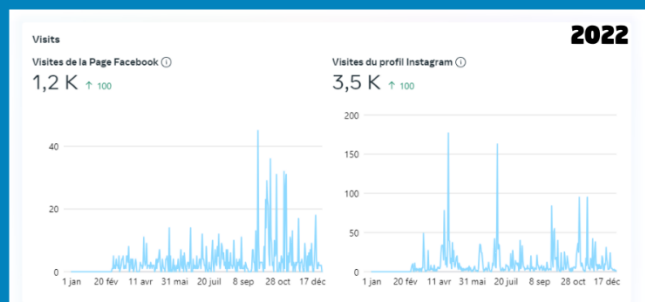 2022
Visits
Visites de la Page Facebook
1,2 K ↑ 100
40
20
0
1 jan 20 fév 11 avr 31 mai 20 juil 8 sep 28 oct 17 déc
Visites du profil Instagram
3,5 K ↑ 100
200
150
100
50
0
1 jan 20 fév 11 avr 31 mai 20 juil 8 sep 28 oct 17 déc